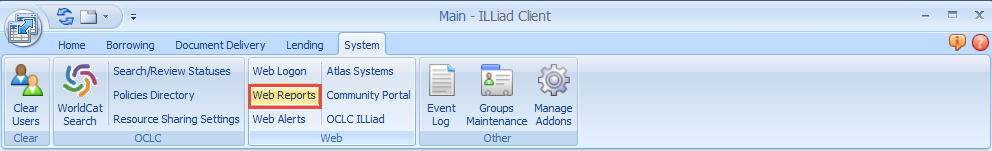 Main - ILLiad Client
Home Borrowing Document Delivery Lending System
Clear Users
WorldCat Search
Search/Review Statuses
Policies Directory
Resource Sharing Settings
Web Logon
Web Reports
Web Alerts
Atlas Systems
Community Portal
OCLC ILLiad
Event Log
Groups Maintenance
Manage Addons
Clear
OCLC
Web
Other